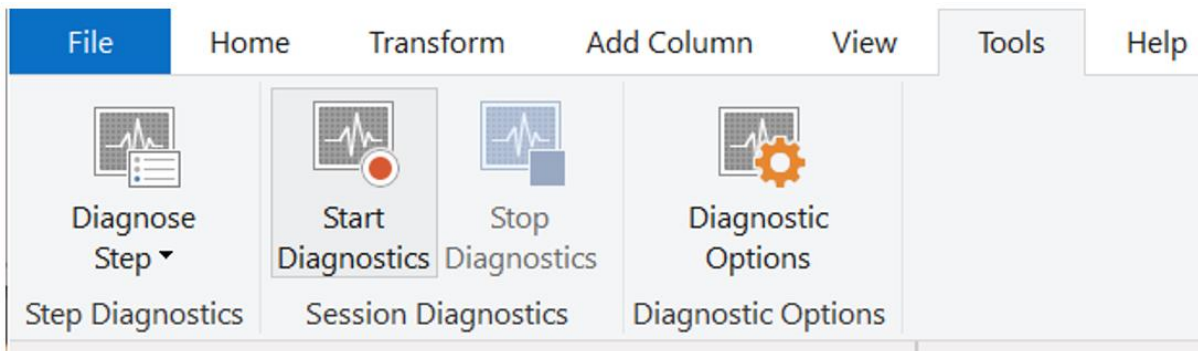 File Home Transform Add Column View Tools Help
Diagnose
Step
Start
Diagnostics
Stop
Diagnostics
Diagnostic
Options
Step Diagnostics Session Diagnostics Diagnostic Options